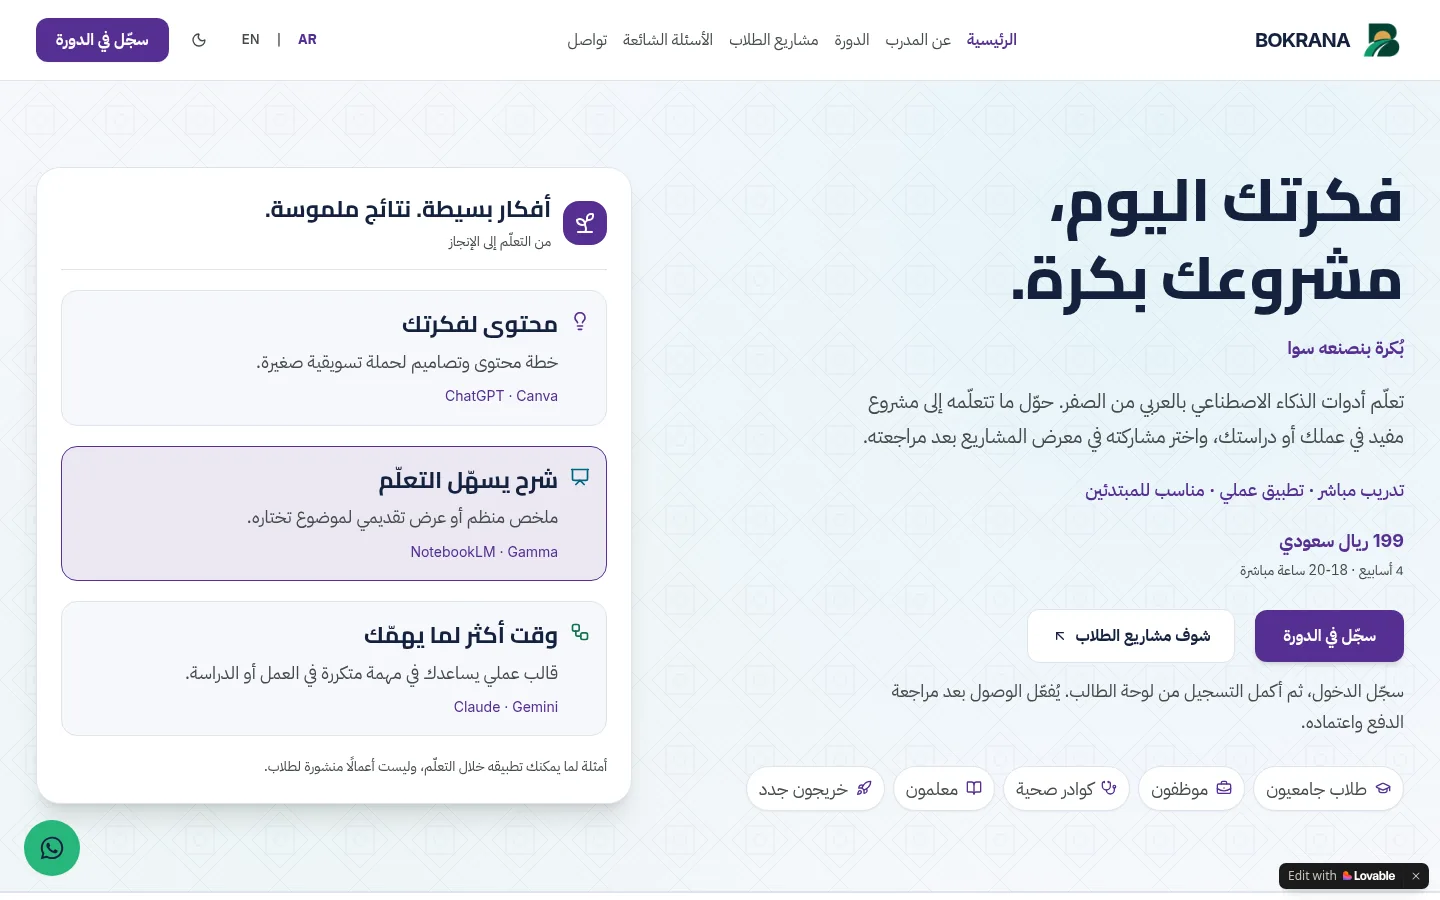 BOKRANA
الرئيسية
عن المدرب
الدورة
مشاريع الطلاب
الأسئلة الشائعة
تواصل
AR | EN
سجّل في الدورة
فكرتك اليوم،
مشروعك بكرة.
بُكرة بنصنعه سوا
تعلّم أدوات الذكاء الاصطناعي بالعربي من الصفر. حوّل ما تتعلّمه إلى مشروع
مفيد في عملك أو دراستك، واختر مشاركته في معرض المشاريع بعد مراجعته.
تدريب مباشر · تطبيق عملي · مناسب للمبتدئين
199 ريال سعودي
4 أسابيع · 18-20 ساعة مباشرة
سجّل في الدورة
شوف مشاريع الطلاب
سجّل الدخول، ثم أكمل التسجيل من لوحة الطالب. يُفعّل الوصول بعد مراجعة
الدفع واعتماده.
طلاب جامعيون
موظفون
كوادر صحية
معلمون
خريجون جدد
أفكار بسيطة. نتائج ملموسة.
من التعلّم إلى الإنجاز
محتوى لفكرتك
خطة محتوى وتصاميم لحملة تسويقية صغيرة.
ChatGPT · Canva
شرح يسهّل التعلّم
ملخص منظم أو عرض تقديمي لموضوع تختاره.
NotebookLM · Gamma
وقت أكثر لما يهمّك
قالب عملي يساعدك في مهمة متكررة في العمل أو الدراسة.
Claude · Gemini
أمثلة لما يمكنك تطبيقه خلال التعلّم، وليست أعمالًا منشورة لطلاب.
Edit with Lovable ×